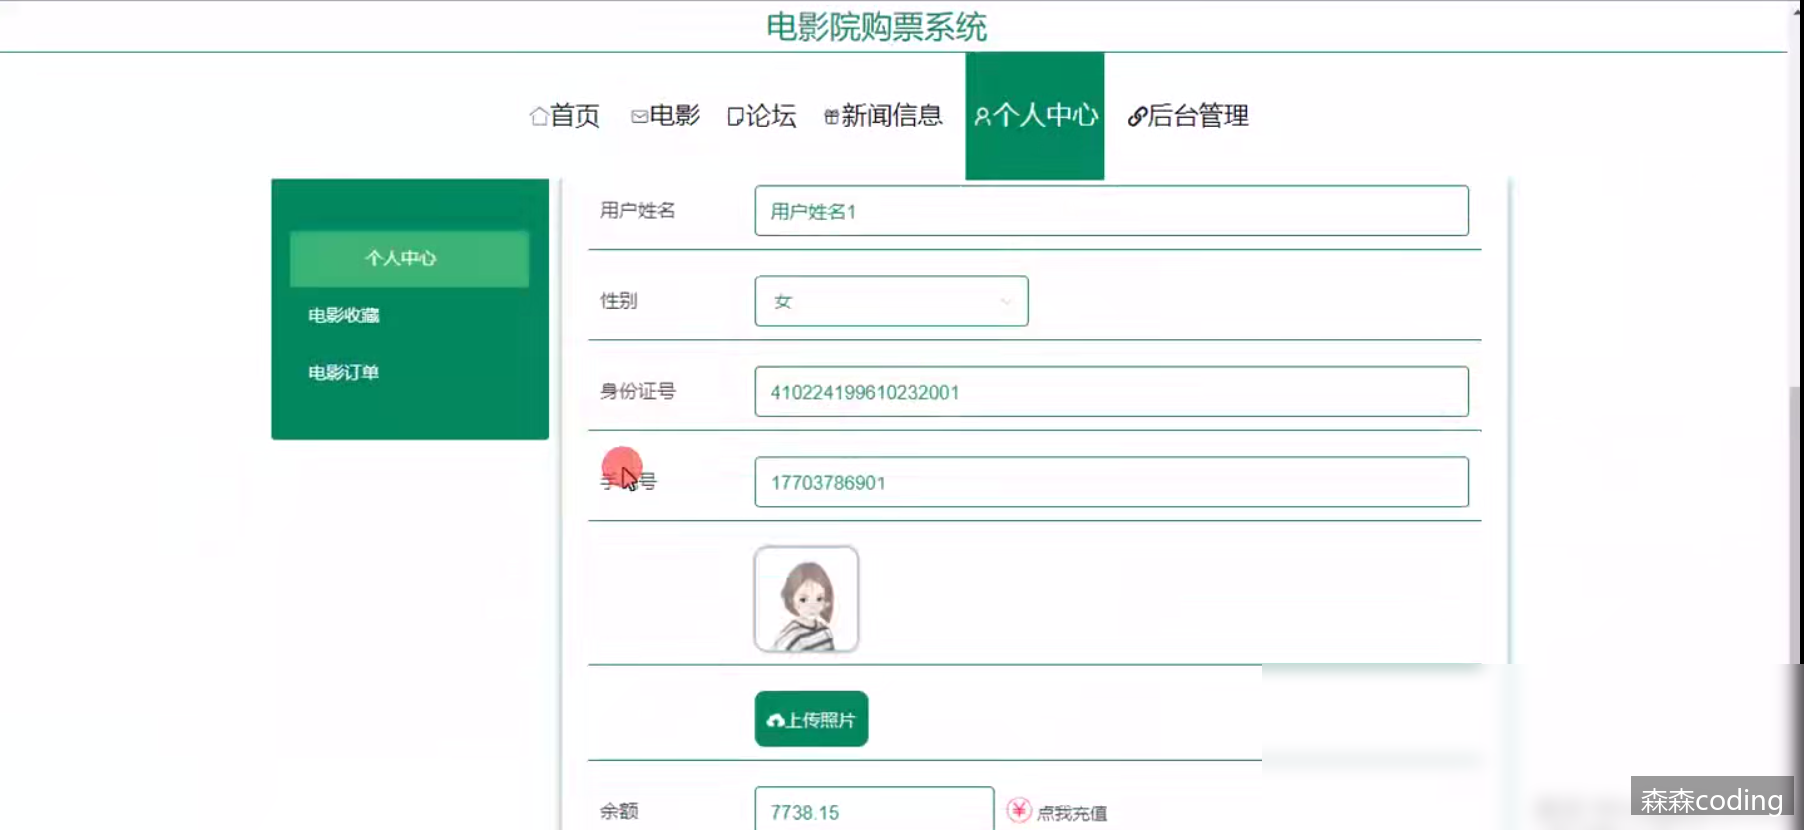 电影院购票系统
首页 电影 论坛 新闻信息 个人中心 后台管理
个人中心
电影收藏
电影订单
用户姓名 用户姓名1
性别 女
身份证号 410224199610232001
号 17703786901
上传照片
余额 7738.15 点我充值
森森coding